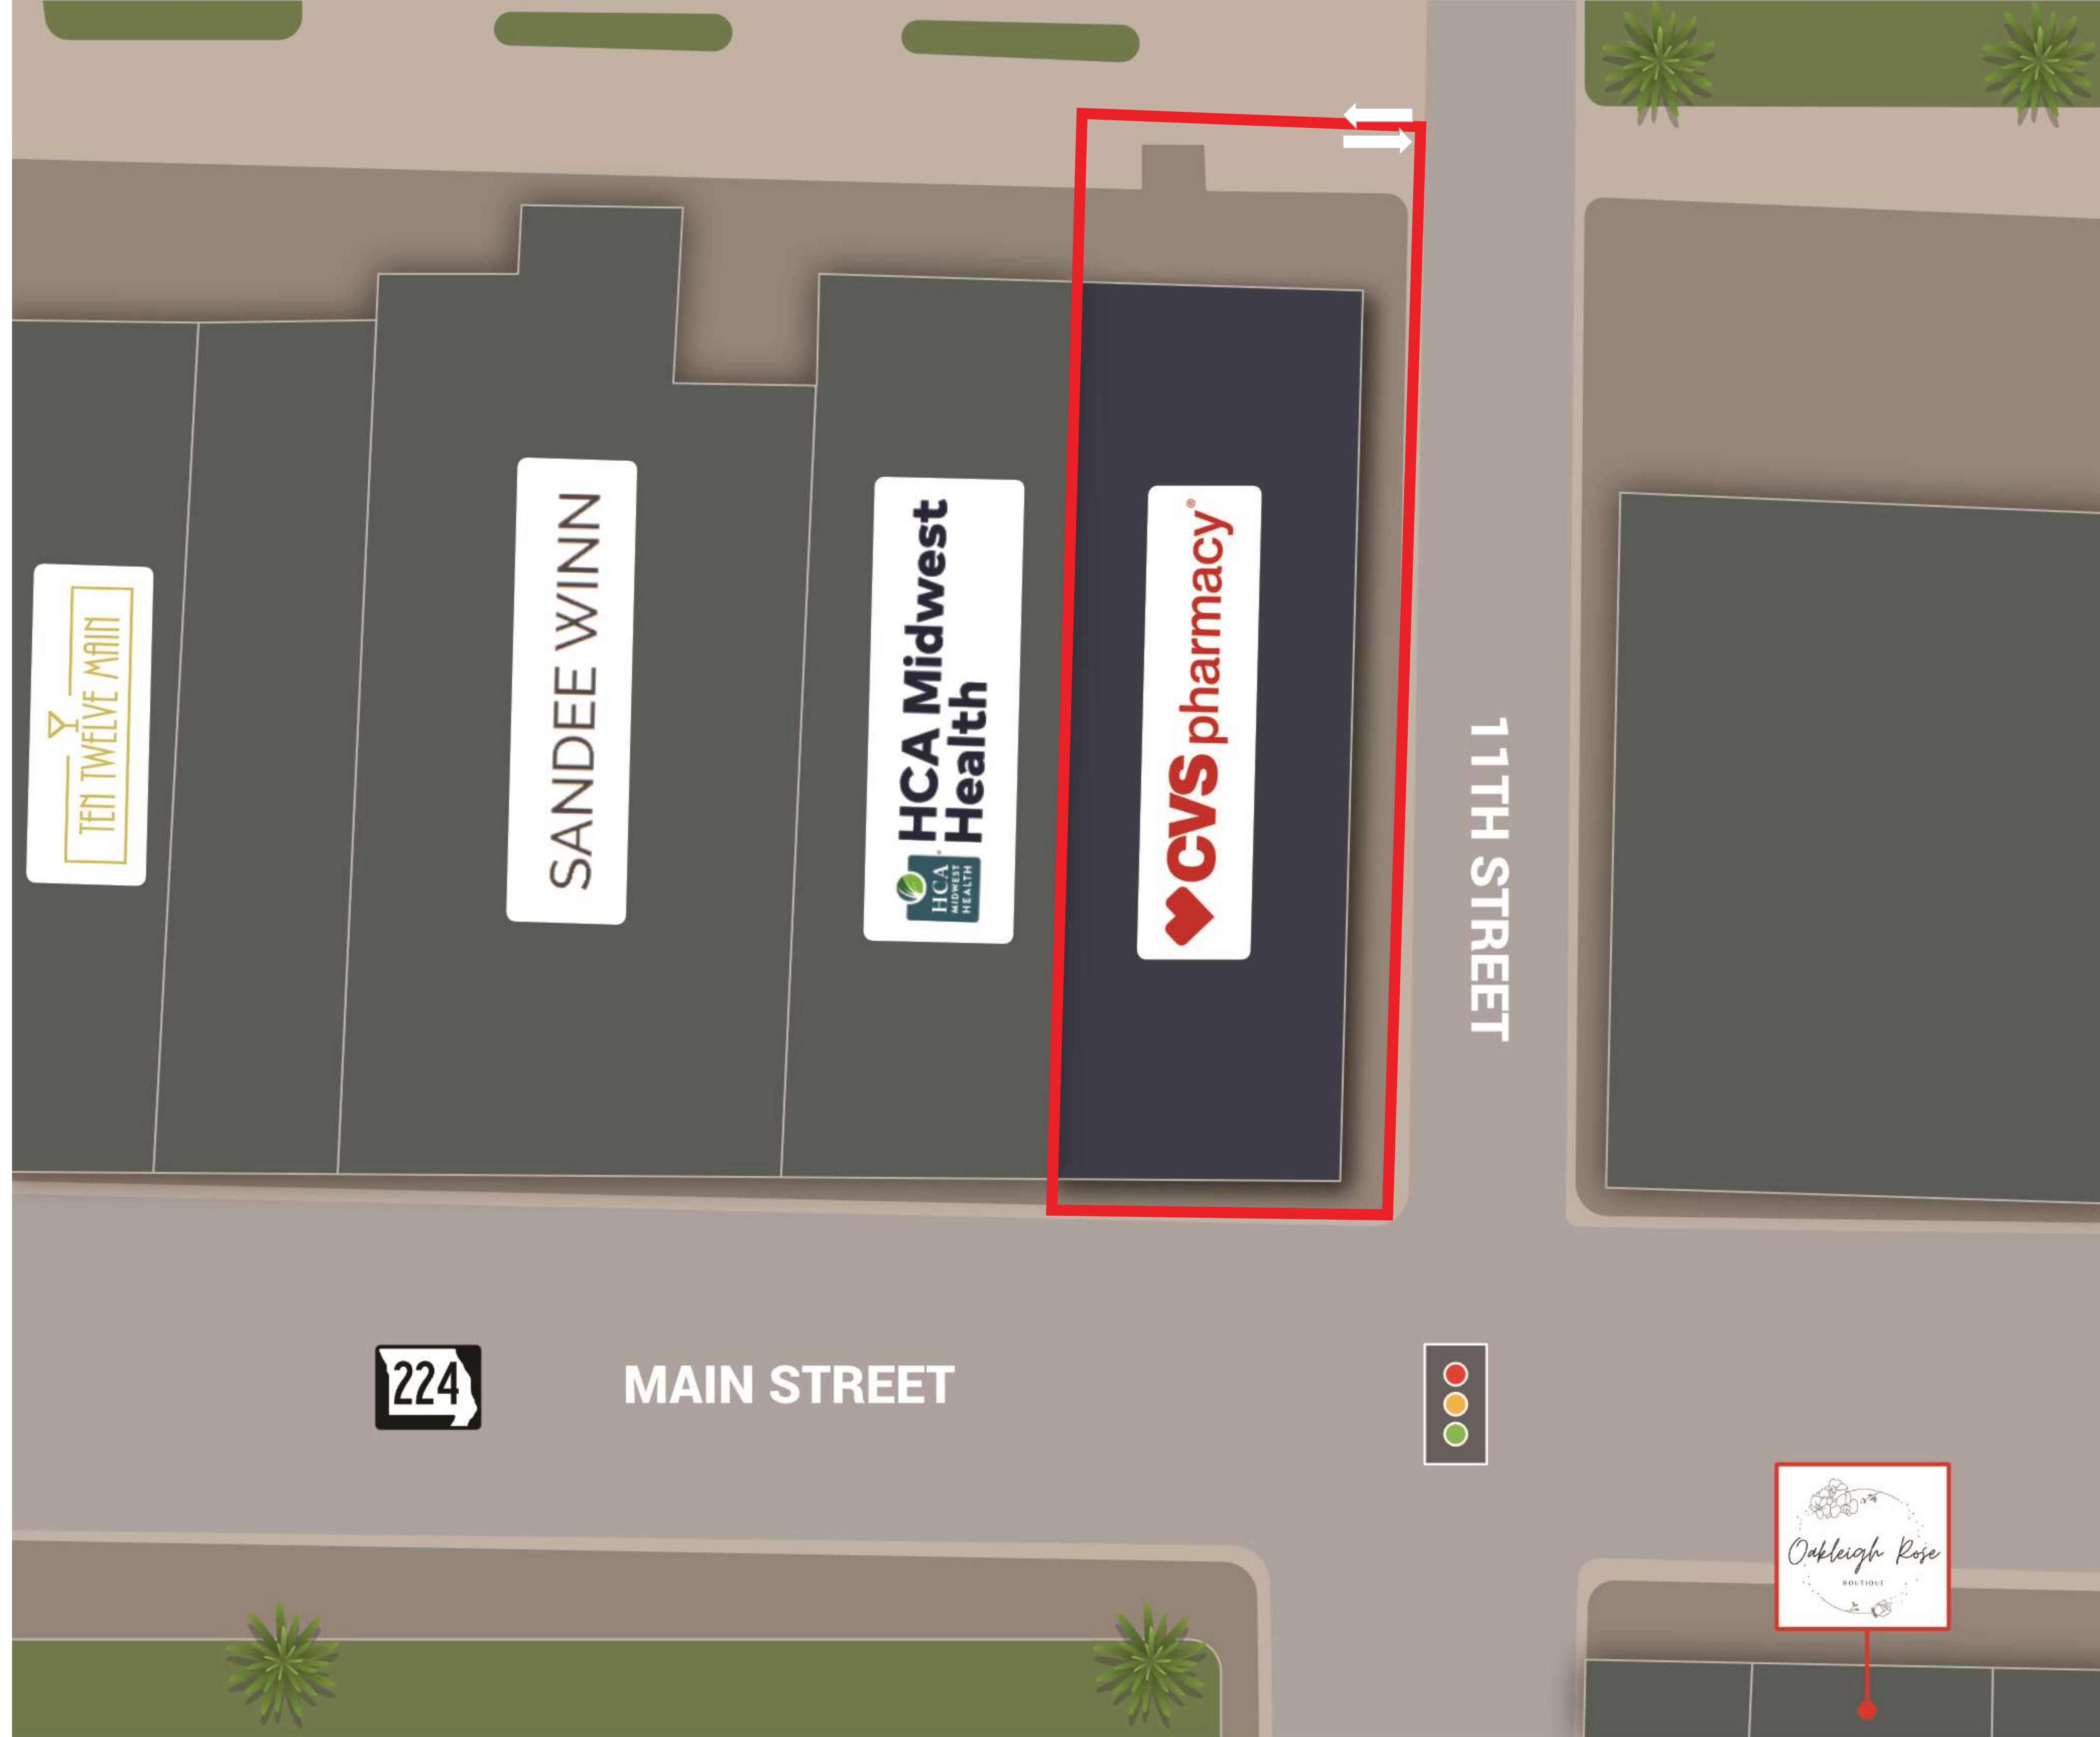 TEN TWELVE MAIN
SANDEE WINN
HCA Midwest
Health
HCA
MIDWEST
HEALTH
CVS pharmacy®
11TH STREET
224
MAIN STREET
Oakleigh Rose
BOUTIQUE